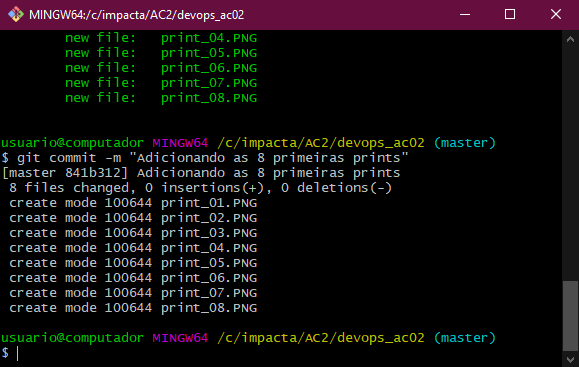 MINGW64:/c/impacta/AC2/devops_ac02
new file:   print_04.PNG
new file:   print_05.PNG
new file:   print_06.PNG
new file:   print_07.PNG
new file:   print_08.PNG
usuario@computador MINGW64 /c/impacta/AC2/devops_ac02 (master)
$ git commit -m "Adicionando as 8 primeiras prints"
[master 841b312] Adicionando as 8 primeiras prints
 8 files changed, 0 insertions(+), 0 deletions(-)
 create mode 100644 print_01.PNG
 create mode 100644 print_02.PNG
 create mode 100644 print_03.PNG
 create mode 100644 print_04.PNG
 create mode 100644 print_05.PNG
 create mode 100644 print_06.PNG
 create mode 100644 print_07.PNG
 create mode 100644 print_08.PNG
usuario@computador MINGW64 /c/impacta/AC2/devops_ac02 (master)
$